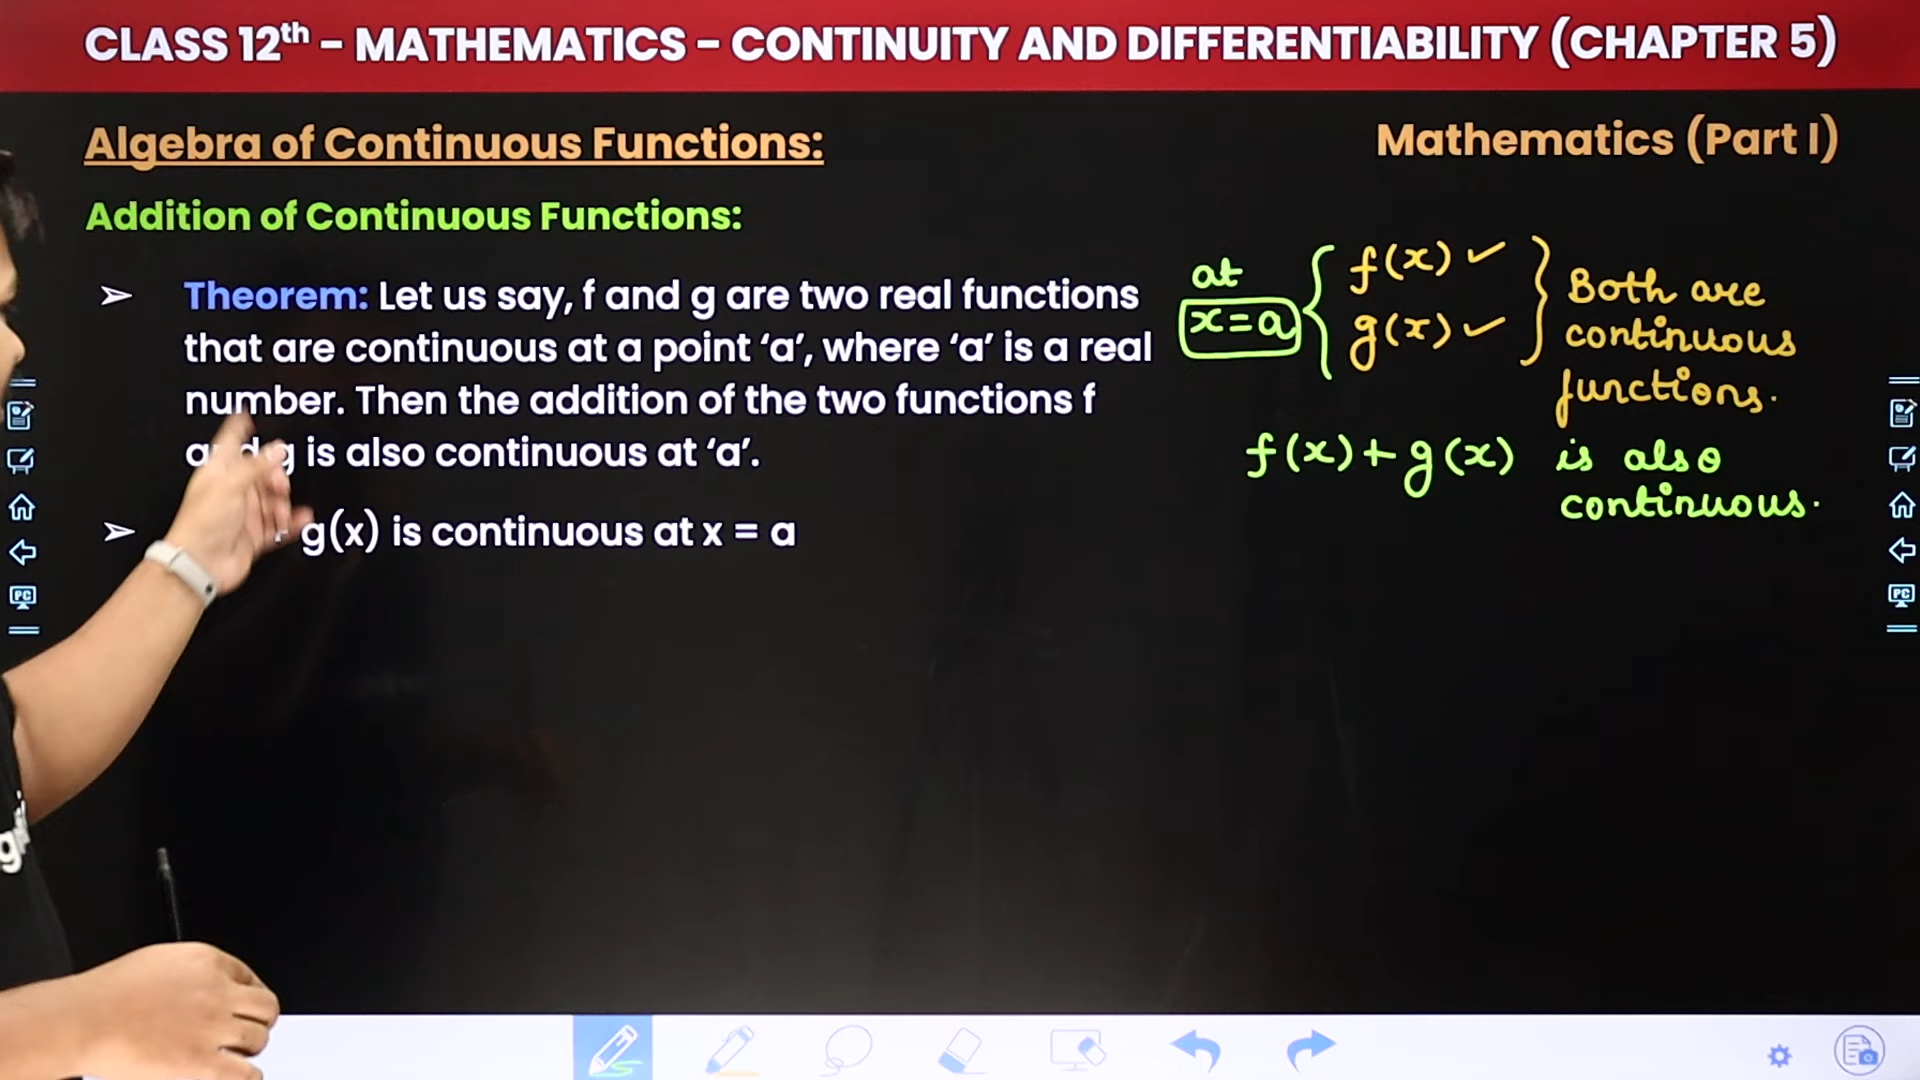 CLASS 12th - MATHEMATICS - CONTINUITY AND DIFFERENTIABILITY (CHAPTER 5)
Algebra of Continuous Functions:
Mathematics (Part I)
Addition of Continuous Functions:
➢ Theorem: Let us say, f and g are two real functions
that are continuous at a point ‘a’, where ‘a’ is a real
number. Then the addition of the two functions f
and g is also continuous at ‘a’.
➢ g(x) is continuous at x = a
at
x=a
f(x) ✓
g(x) ✓
Both are
continuous
functions.
f(x)+g(x) is also
continuous.
PC
PC